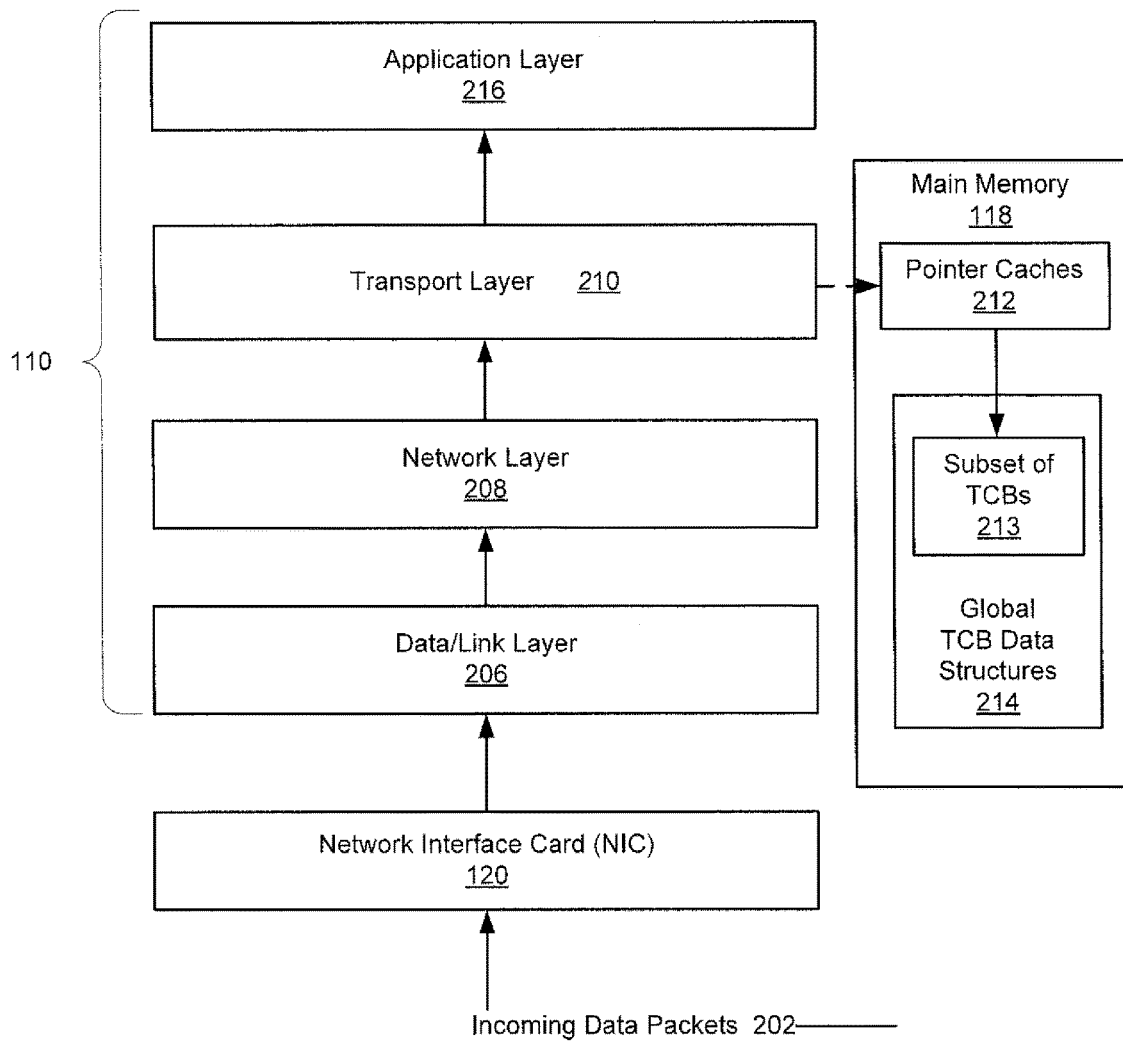 Application Layer
216
Transport Layer 210
Network Layer
208
Data/Link Layer
206
Network Interface Card (NIC)
120
Incoming Data Packets 202
110
Main Memory
118
Pointer Caches
212
Subset of
TCBs
213
Global
TCB Data
Structures
214